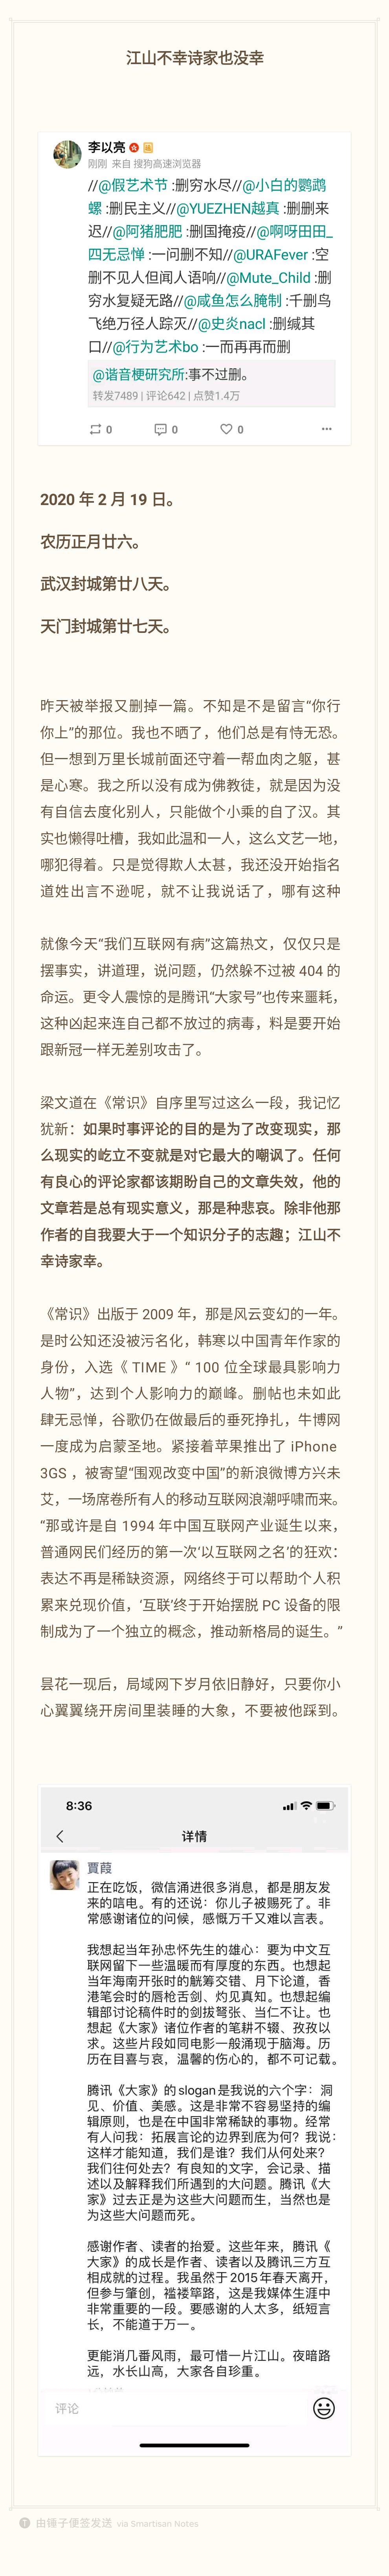 江山不幸诗家也没幸
李以亮
刚刚 来自 搜狗高速浏览器
//@假艺术节 :删穷水尽//@小白的鹦鹉
螺 :删民主义//@YUEZHEN越真 :删删来
迟//@阿猪肥肥 :删国掩疫//@啊呀田田_
四无忌惮 :一问删不知//@URAFever :空
删不见人但闻人语响//@Mute_Child :删
穷水复疑无路//@咸鱼怎么腌制 :千删鸟
飞绝万径人踪灭//@史炎nacl :删缄其
口//@行为艺术bo :一而再再而删
@谐音梗研究所:事不过删。
转发7489 | 评论642 | 点赞1.4万
0 0 0
2020 年 2 月 19 日。
农历正月廿六。
武汉封城第廿八天。
天门封城第廿七天。
昨天被举报又删掉一篇。不知是不是留言“你行
你上”的那位。我也不晒了，他们总是有恃无恐。
但一想到万里长城前面还守着一帮血肉之躯，甚
是心寒。我之所以没有成为佛教徒，就是因为没
有自信去度化别人，只能做个小乘的自了汉。其
实也懒得吐槽，我如此温和一人，这么文艺一地，
哪犯得着。只是觉得欺人太甚，我还没开始指名
道姓出言不逊呢，就不让我说话了，哪有这种
就像今天“我们互联网有病”这篇热文，仅仅只是
摆事实，讲道理，说问题，仍然躲不过被 404 的
命运。更令人震惊的是腾讯“大家号”也传来噩耗，
这种凶起来连自己都不放过的病毒，料是要开始
跟新冠一样无差别攻击了。
梁文道在《常识》自序里写过这么一段，我记忆
犹新：如果时事评论的目的是为了改变现实，那
么现实的屹立不变就是对它最大的嘲讽了。任何
有良心的评论家都该期盼自己的文章失效，他的
文章若是总有现实意义，那是种悲哀。除非他那
作者的自我要大于一个知识分子的志趣；江山不
幸诗家幸。
《常识》出版于 2009 年，那是风云变幻的一年。
是时公知还没被污名化，韩寒以中国青年作家的
身份，入选《 TIME 》“ 100 位全球最具影响力
人物”，达到个人影响力的巅峰。删帖也未如此
肆无忌惮，谷歌仍在做最后的垂死挣扎，牛博网
一度成为启蒙圣地。紧接着苹果推出了 iPhone
3GS ，被寄望“围观改变中国”的新浪微博方兴未
艾，一场席卷所有人的移动互联网浪潮呼啸而来。
“那或许是自 1994 年中国互联网产业诞生以来，
普通网民们经历的第一次‘以互联网之名’的狂欢：
表达不再是稀缺资源，网络终于可以帮助个人积
累来兑现价值，‘互联’终于开始摆脱 PC 设备的限
制成为了一个独立的概念，推动新格局的诞生。”
昙花一现后，局域网下岁月依旧静好，只要你小
心翼翼绕开房间里装睡的大象，不要被他踩到。
8:36
详情
賈葭
正在吃饭，微信涌进很多消息，都是朋友发
来的唁电。有的还说：你儿子被赐死了。非
常感谢诸位的问候，感慨万千又难以言表。
我想起当年孙忠怀先生的雄心：要为中文互
联网留下一些温暖而有厚度的东西。也想起
当年海南开张时的觥筹交错、月下论道，香
港笔会时的唇枪舌剑、灼见真知。也想起编
辑部讨论稿件时的剑拔弩张、当仁不让。也
想起《大家》诸位作者的笔耕不辍、孜孜以
求。这些片段如同电影一般涌现于脑海。历
历在目喜与哀，温馨的伤心的，都不可记载。
腾讯《大家》的slogan是我说的六个字：洞
见、价值、美感。这是非常不容易坚持的编
辑原则，也是在中国非常稀缺的事物。经常
有人问我：拓展言论的边界到底为何？我说：
这样才能知道，我们是谁？我们从何处来？
我们往何处去？有良知的文字，会记录、描
述以及解释我们所遇到的大问题。腾讯《大
家》过去正是为这些大问题而生，当然也是
为这些大问题而死。
感谢作者、读者的抬爱。这些年来，腾讯《
大家》的成长是作者、读者以及腾讯三方互
相成就的过程。我虽然于2015年春天离开，
但参与肇创，褴褛筚路，这是我媒体生涯中
非常重要的一段。要感谢的人太多，纸短言
长，不能道于万一。
更能消几番风雨，最可惜一片江山。夜暗路
远，水长山高，大家各自珍重。
评论
由锤子便签发送 via Smartisan Notes